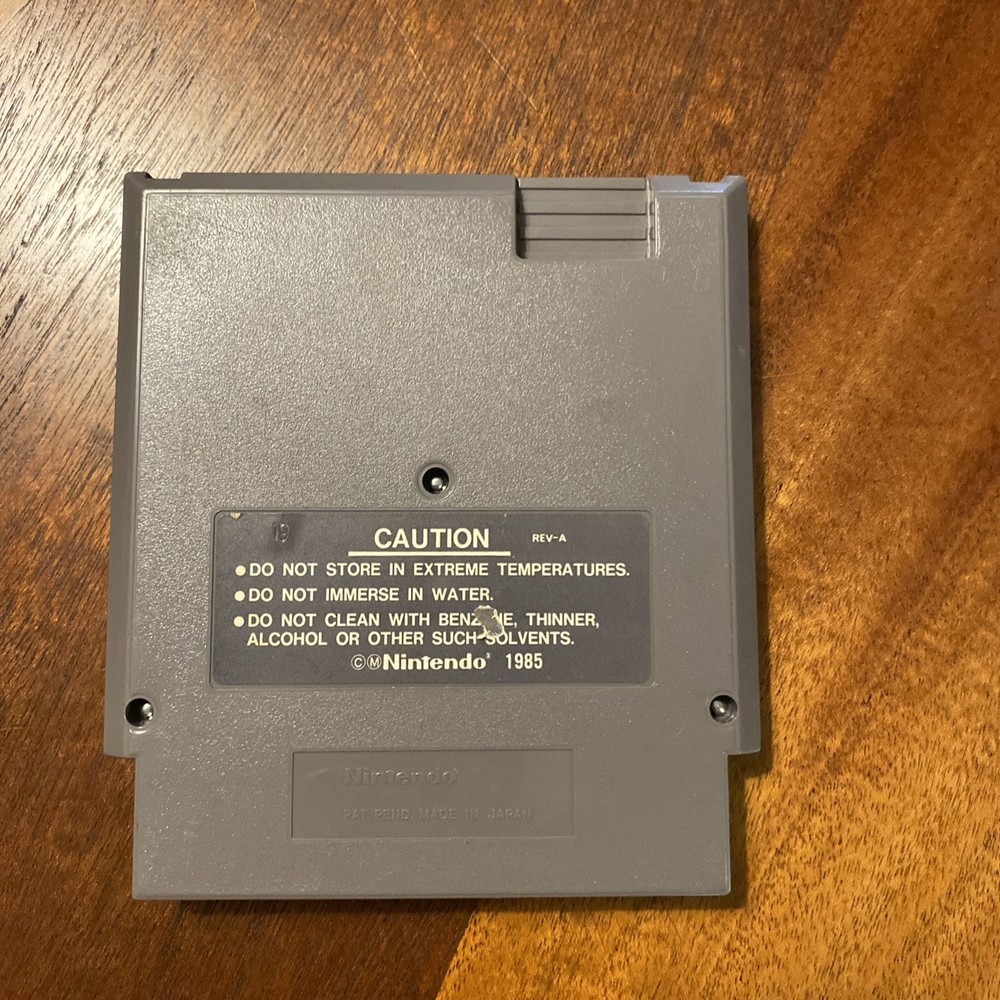 19
CAUTION REV-A
●DO NOT STORE IN EXTREME TEMPERATURES.
●DO NOT IMMERSE IN WATER.
●DO NOT CLEAN WITH THINNER,
ALCOHOL OR OTHER SUCH SOLVENTS.
©ⓂNintendo® 1985
Nintendo®
PAT. PEND. MADE IN JAPAN